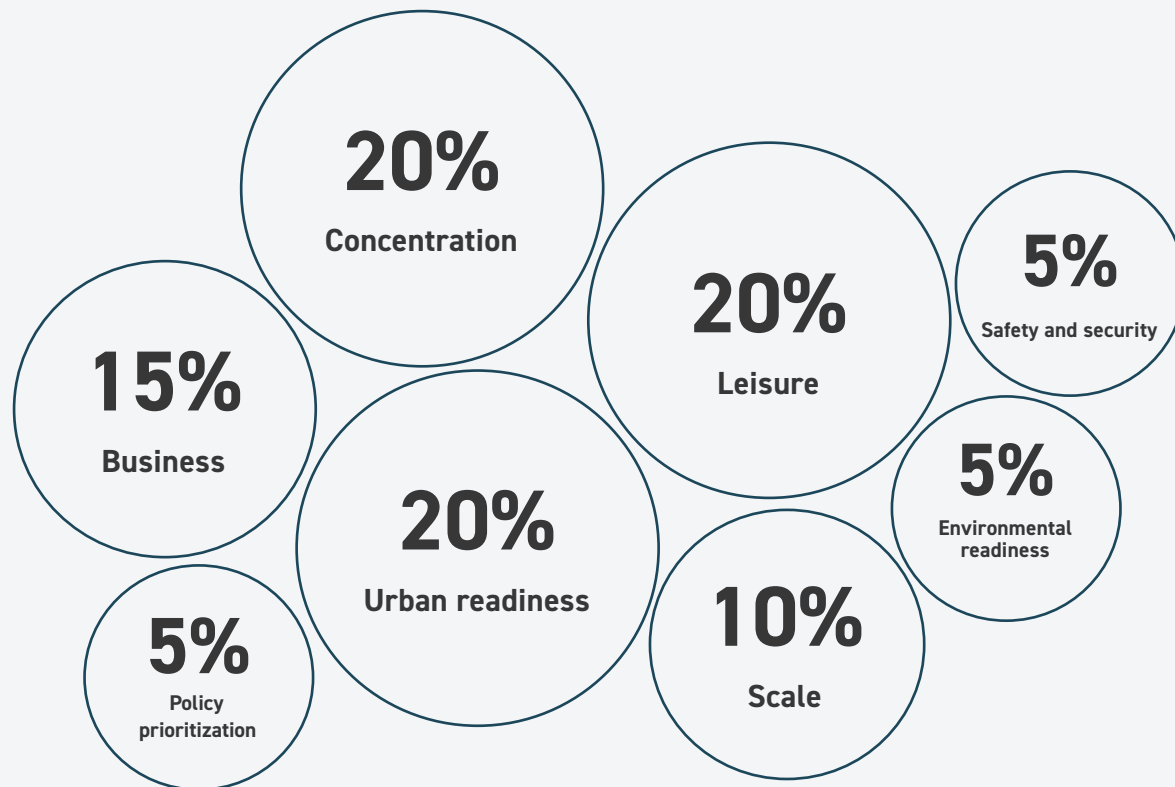 20%
Concentration
20%
Leisure
5%
Safety and security
15%
Business
20%
Urban readiness
5%
Environmental
readiness
10%
Scale
5%
Policy
prioritization